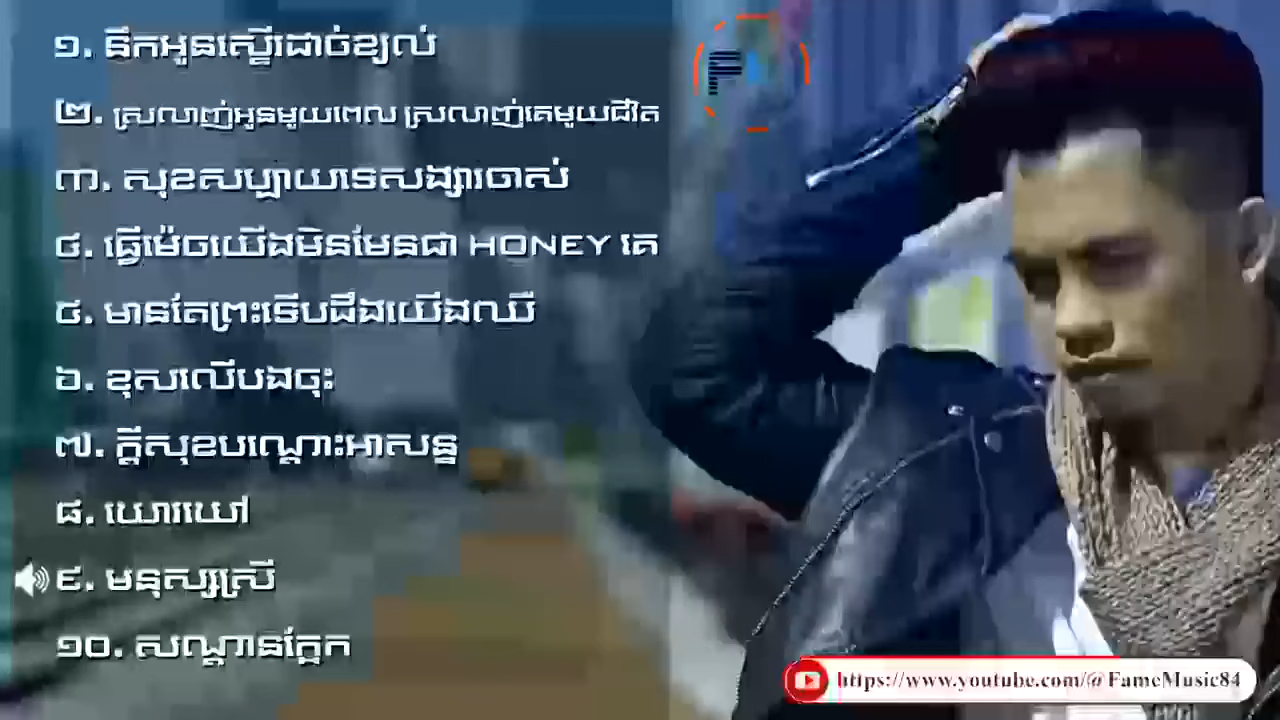 ១. នឹកអូនស្ទើរដាច់ខ្យល់
២. ស្រលាញ់អូនមួយពេល ស្រលាញ់គេមួយជីវិត
៣. សុខសប្បាយទេសង្សារចាស់
៤. ធ្វើម៉េចយើងមិនមែនជា HONEY គេ
៤. មានតែព្រះទើបដឹងយើងឈឺ
៦. ខុសលើបងចុះ
៧. ក្ដីសុខបណ្ដោះអាសន្ន
៨. ឃោរឃៅ
៩. មនុស្សស្រី
១០. សណ្ដានក្អែក
https://www.youtube.com/@FameMusic84